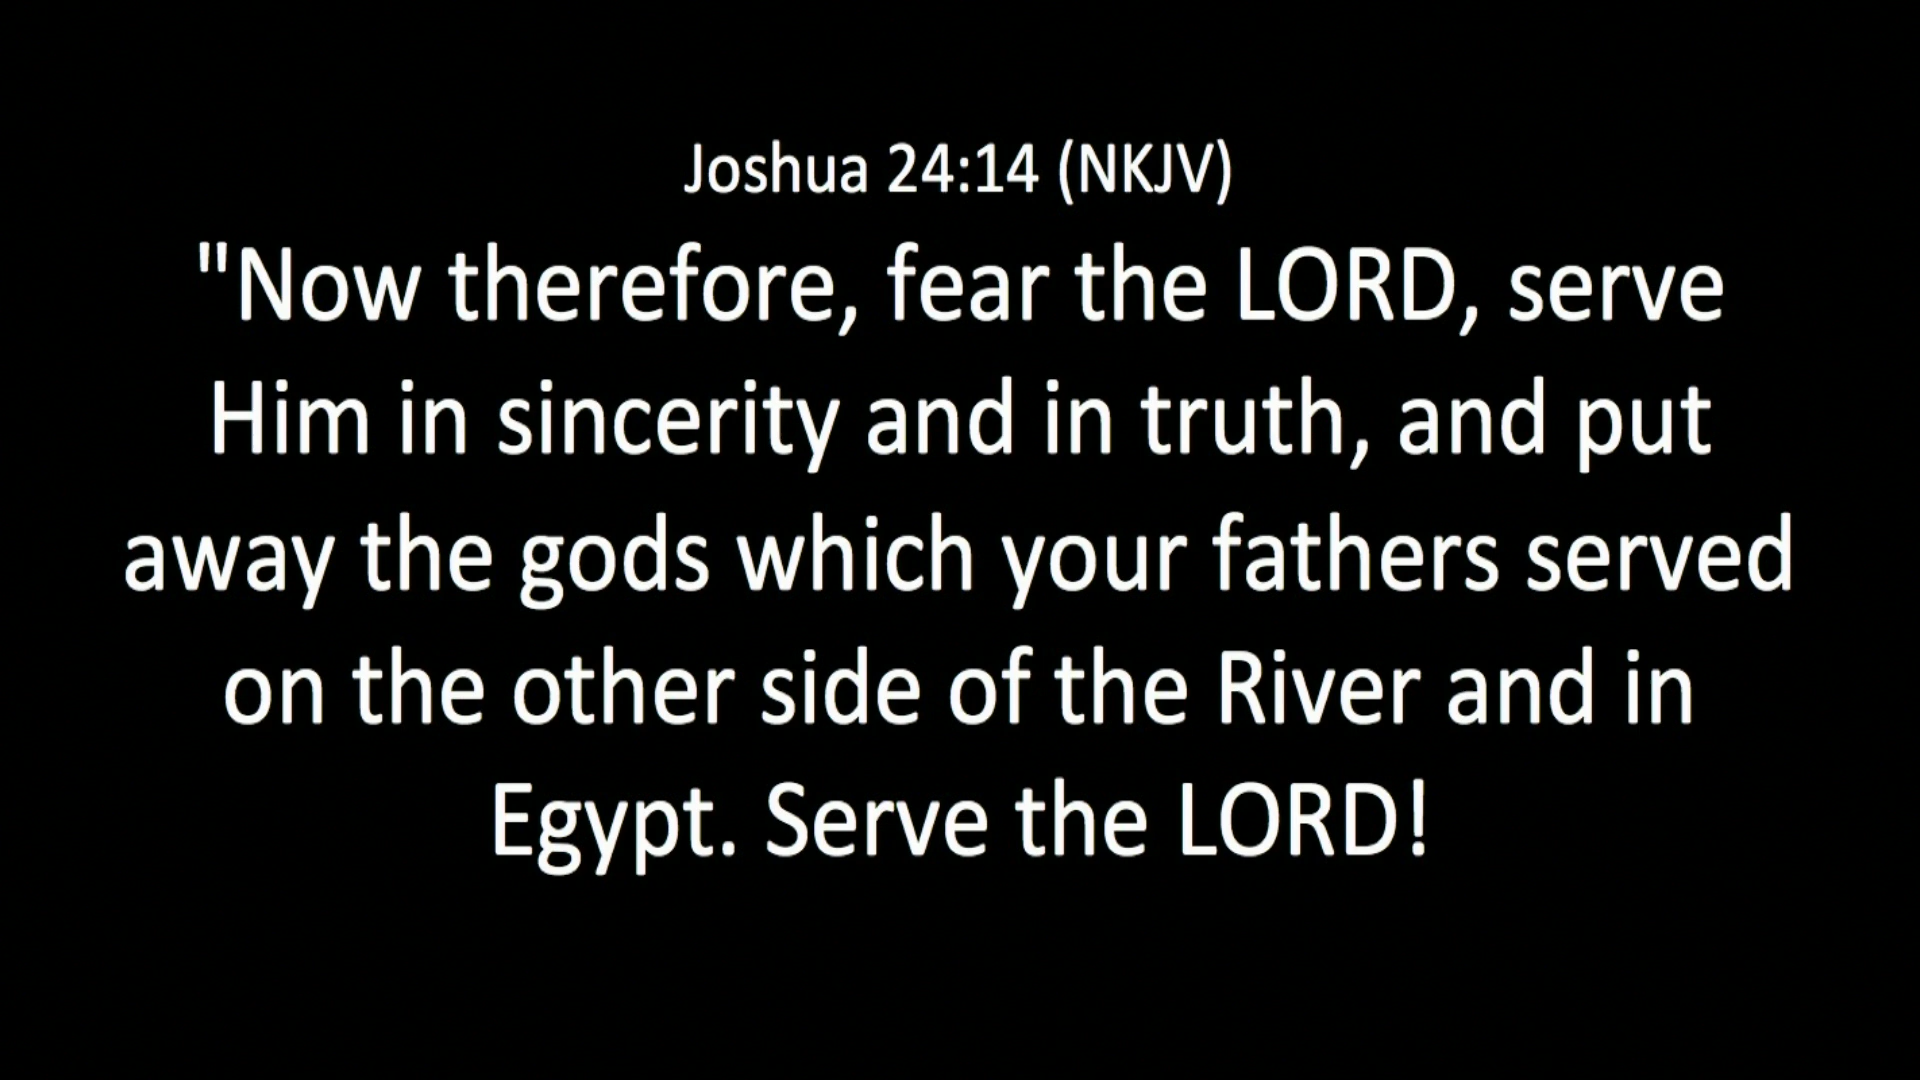 Joshua 24:14 (NKJV)
"Now therefore, fear the LORD, serve
Him in sincerity and in truth, and put
away the gods which your fathers served
on the other side of the River and in
Egypt. Serve the LORD!